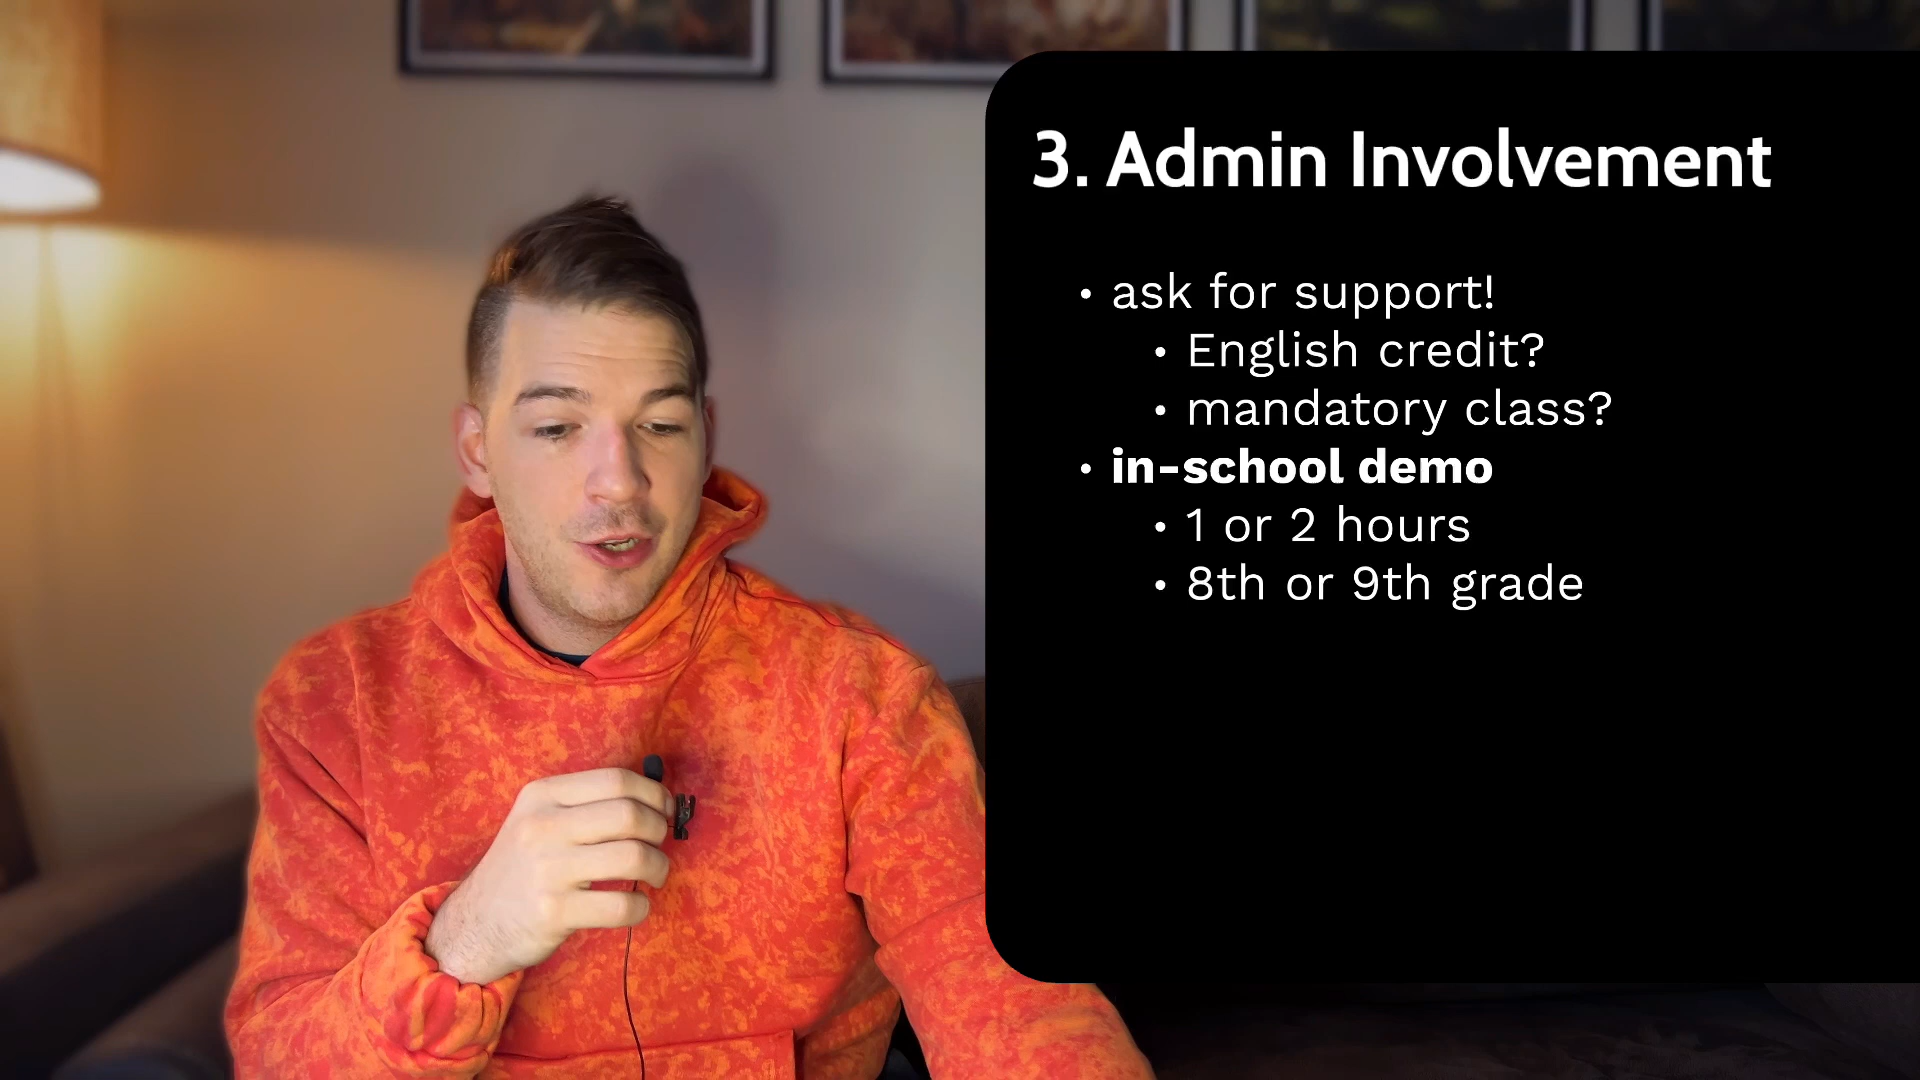 3. Admin Involvement
• ask for support!
• English credit?
• mandatory class?
• in-school demo
• 1 or 2 hours
• 8th or 9th grade